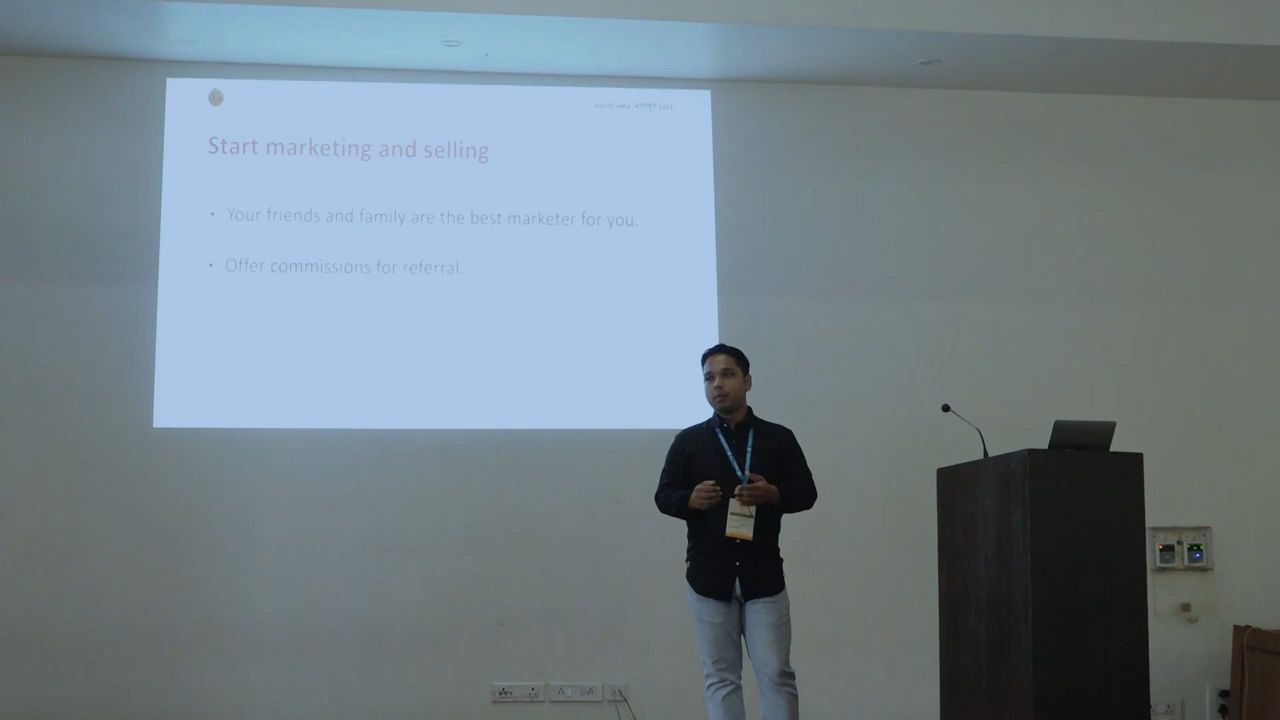 Start marketing and selling
• Your friends and family are the best marketer for you.
• Offer commissions for referral.